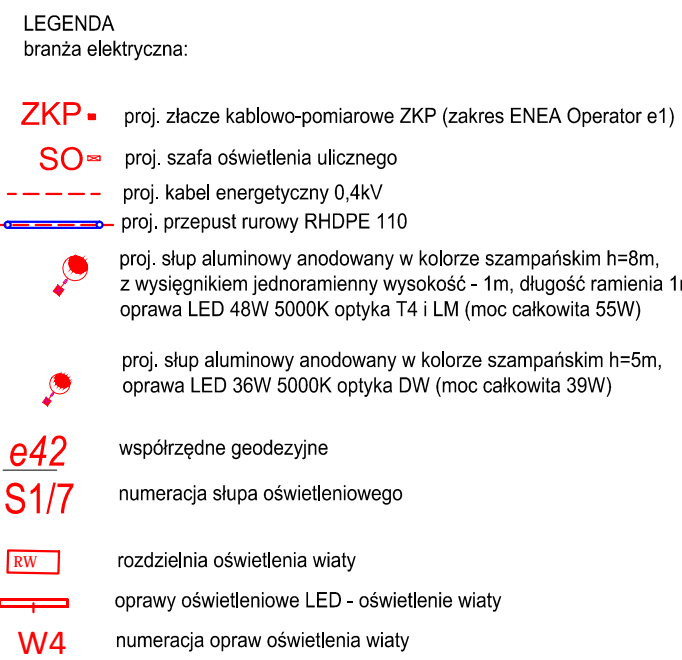 LEGENDA
branża elektryczna:
ZKP proj. złacze kablowo-pomiarowe ZKP (zakres ENEA Operator e1)
SO proj. szafa oświetlenia ulicznego
proj. kabel energetyczny 0,4kV
proj. przepust rurowy RHDPE 110
proj. słup aluminowy anodowany w kolorze szampańskim h=8m,
z wysięgnikiem jednoramienny wysokość - 1m, długość ramienia 1
oprawa LED 48W 5000K optyka T4 i LM (moc całkowita 55W)
proj. słup aluminowy anodowany w kolorze szampańskim h=5m,
oprawa LED 36W 5000K optyka DW (moc całkowita 39W)
e42 współrzędne geodezyjne
S1/7 numeracja słupa oświetleniowego
RW rozdzielnia oświetlenia wiaty
oprawy oświetleniowe LED - oświetlenie wiaty
W4 numeracja opraw oświetlenia wiaty